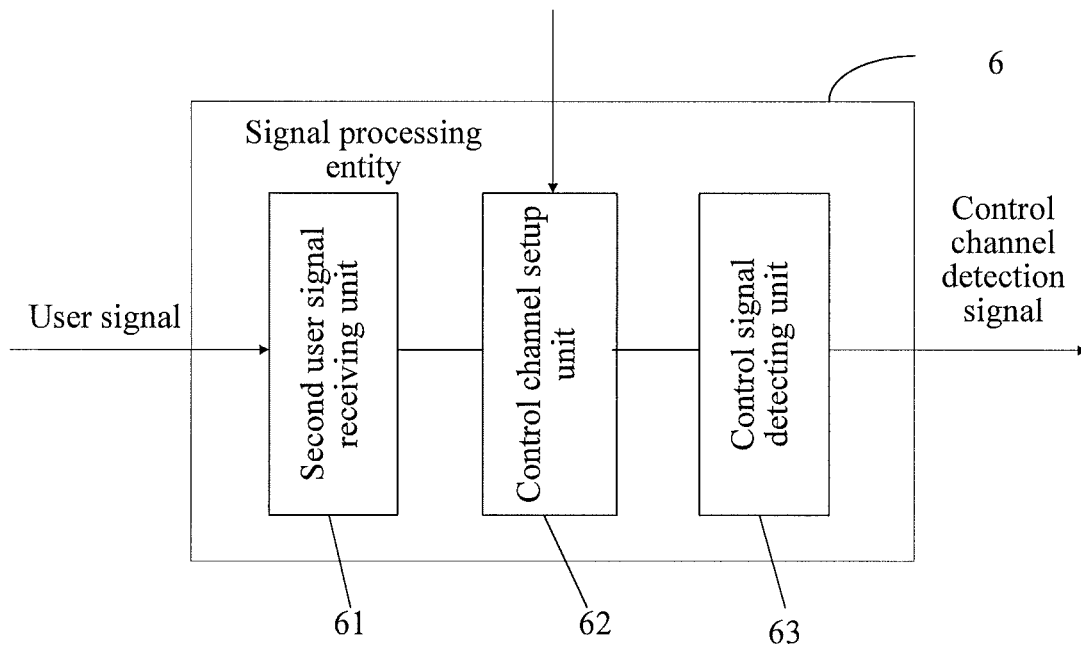 6
Signal processing
entity
Second user signal
receiving unit
Control channel setup
unit
Control signal
detecting unit
User signal
Control
channel
detection
signal
61
62
63